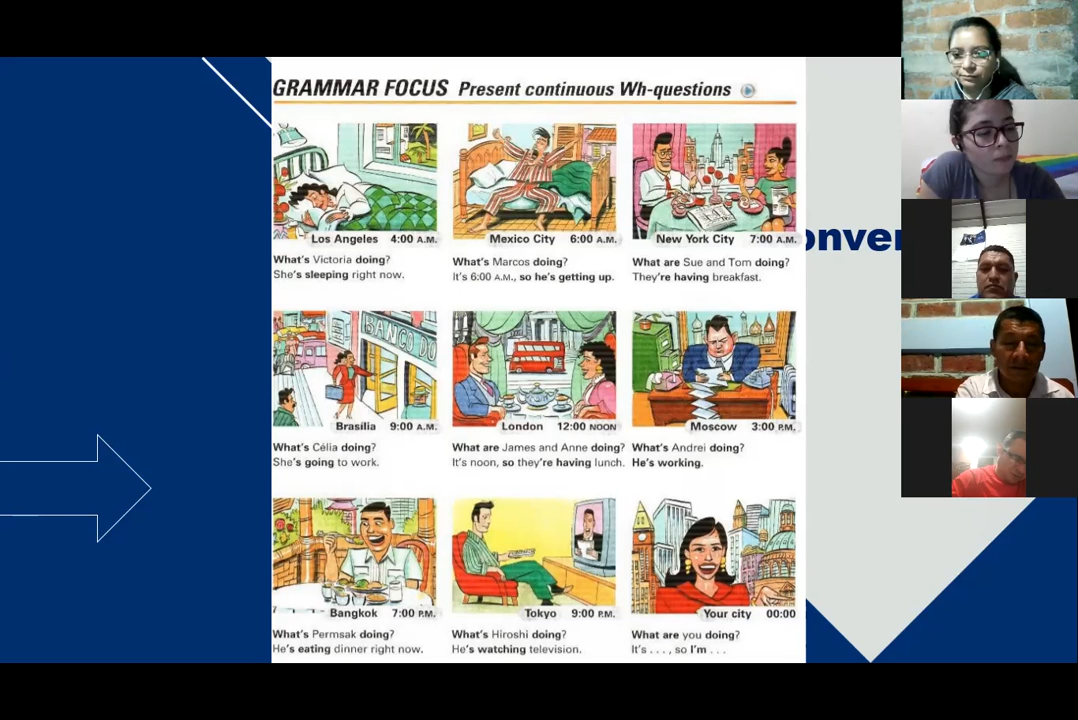 GRAMMAR FOCUS Present continuous Wh-questions
Los Angeles 4:00 A.M.
What's Victoria doing?
She's sleeping right now.
Mexico City 6:00 A.M.
What's Marcos doing?
It's 6:00 A.M., so he's getting up.
New York City 7:00 A.M.
What are Sue and Tom doing?
They're having breakfast.
onver
BANCO DO
Brasília 9:00 A.M.
What's Célia doing?
She's going to work.
London 12:00 NOON
What are James and Anne doing?
It's noon, so they're having lunch.
Moscow 3:00 P.M.
What's Andrei doing?
He's working.
Bangkok 7:00 P.M.
What's Permsak doing?
He's eating dinner right now.
Tokyo 9:00 P.M.
What's Hiroshi doing?
He's watching television.
Your city 00:00
What are you doing?
It's . . . , so I'm . . .